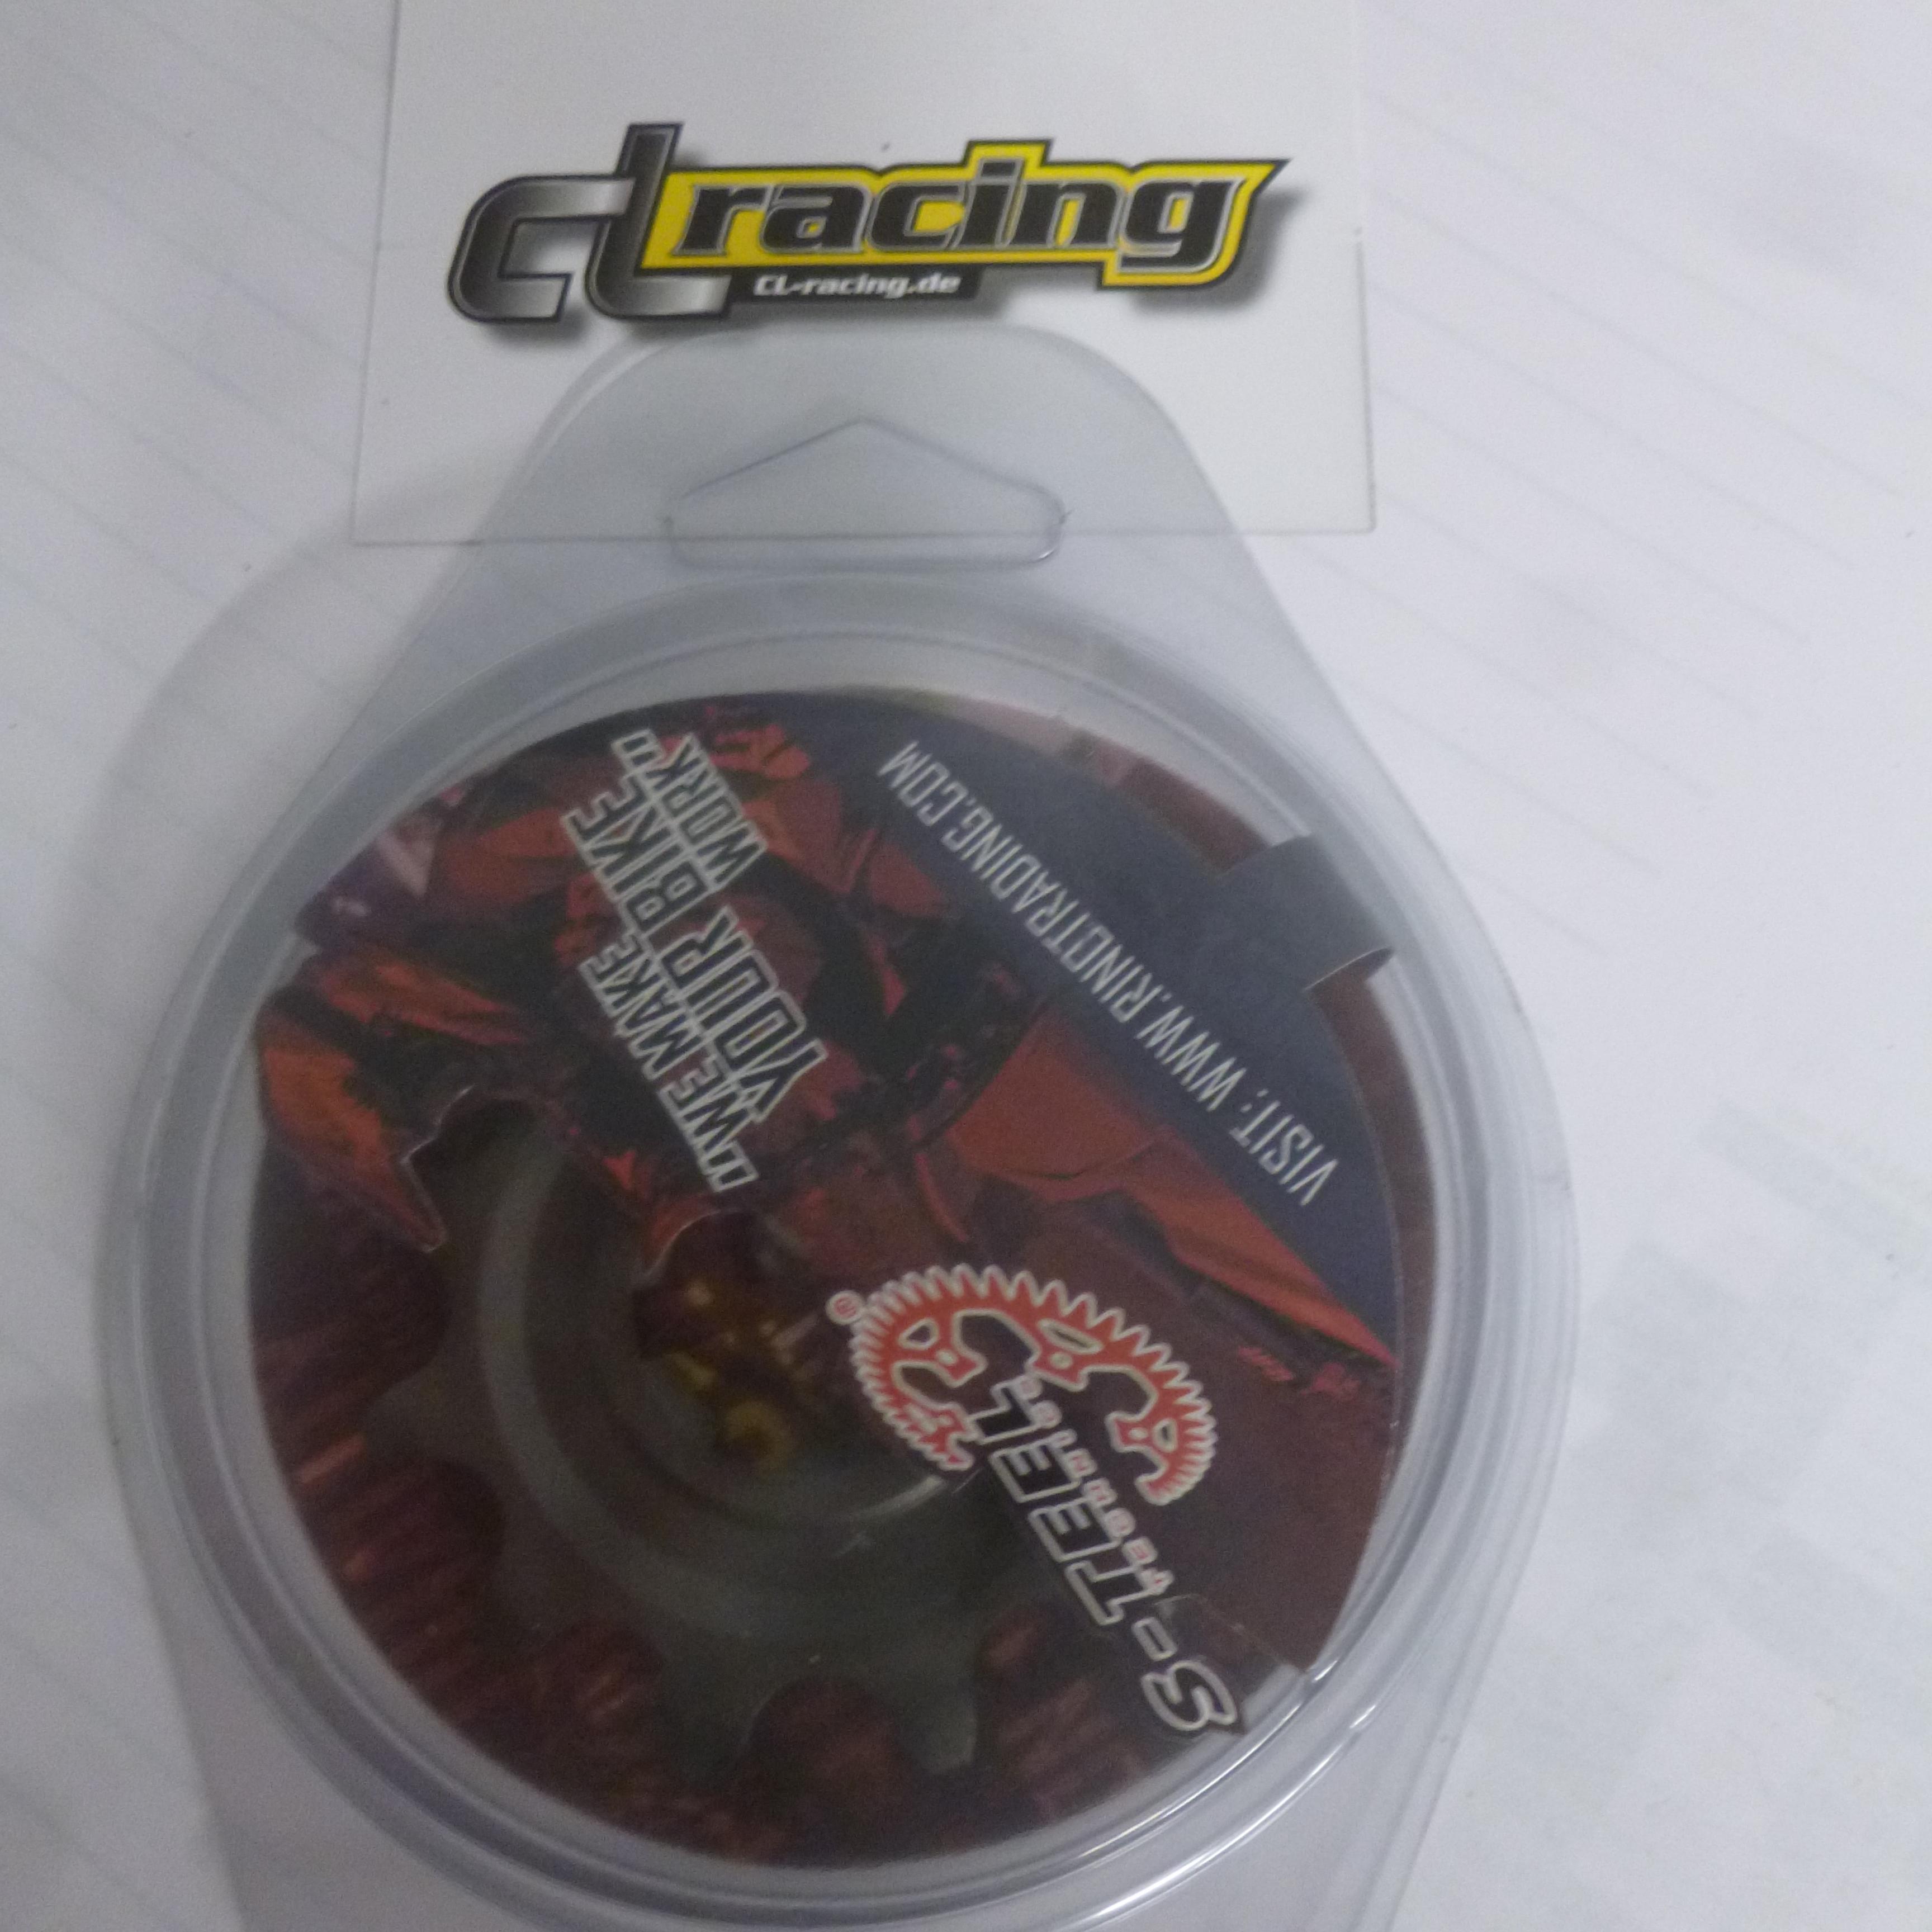 cl racing
CL-racing.de
"WE MAKE
YOUR BIKE
WORK"
VISIT: WWW.RINOTRADING.COM
S-TEEL
®